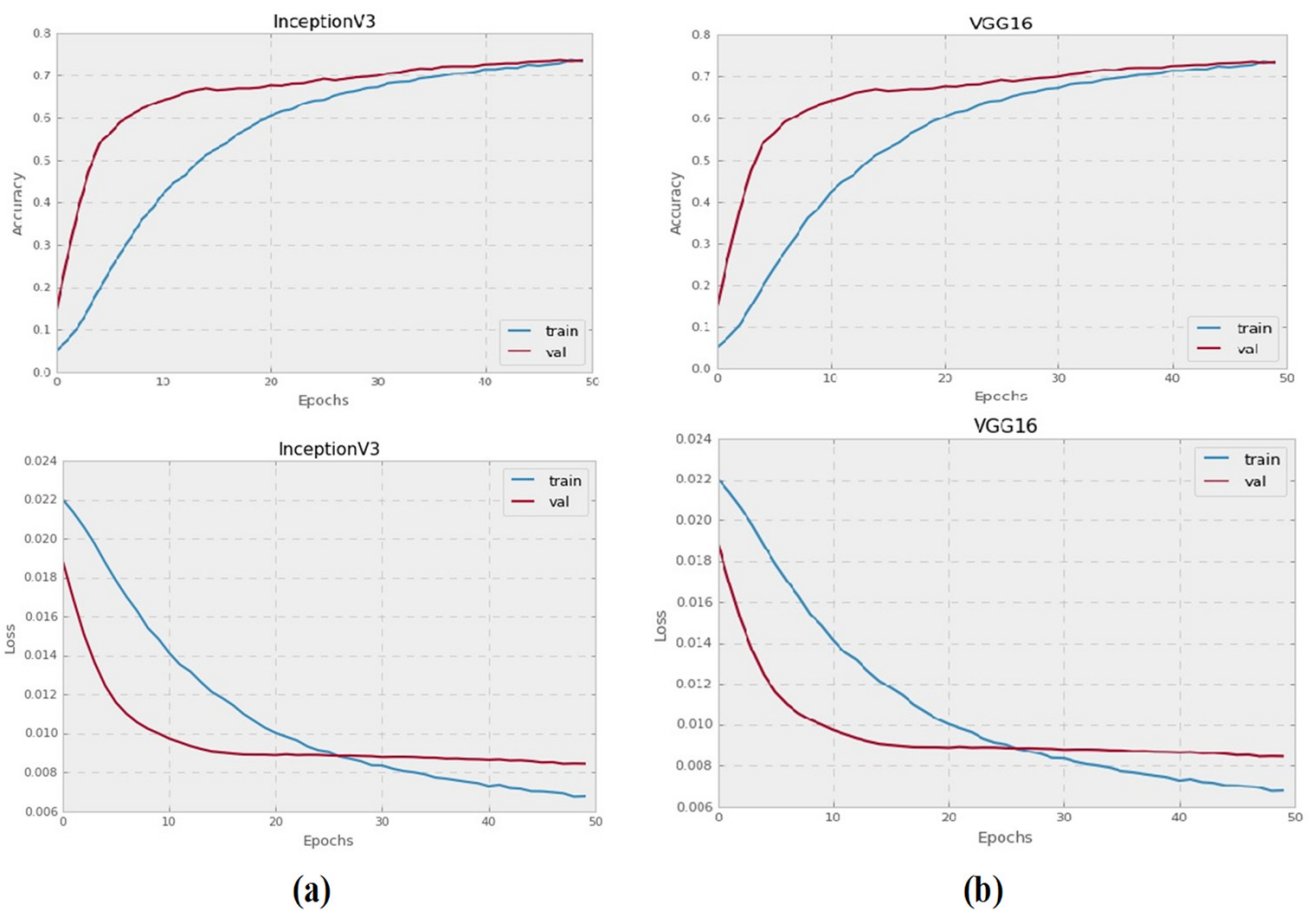 InceptionV3
0.8
0.7
0.6
0.5
0.4
0.3
0.2
0.1
0.0
Accuracy
train
val
0 10 20 30 40 50
Epochs
VGG16
0.8
0.7
0.6
0.5
0.4
0.3
0.2
0.1
0.0
Accuracy
train
val
0 10 20 30 40 50
Epochs
InceptionV3
0.024
0.022
0.020
0.018
0.016
0.014
0.012
0.010
0.008
0.006
Loss
train
val
0 10 20 30 40 50
Epochs
VGG16
0.024
0.022
0.020
0.018
0.016
0.014
0.012
0.010
0.008
0.006
Loss
train
val
0 10 20 30 40 50
Epochs
(a)
(b)